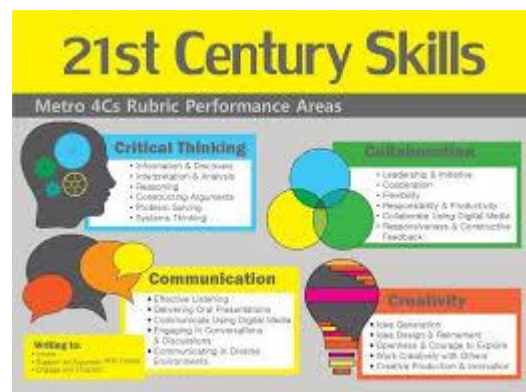 21st Century Skills
Metro 4Cs Rubric Performance Areas
Critical Thinking
• Information & Discovery
• Interpretation & Analysis
• Reasoning
• Constructing Arguments
• Problem Solving
• Systems Thinking
Collaboration
• Leadership & Initiative
• Cooperation
• Flexibility
• Responsibility & Productivity
• Collaborate Using Digital Media
• Responsiveness & Constructive
Feedback
Communication
• Effective Listening
• Delivering Oral Presentations
• Communicate Using Digital Media
• Engaging in Conversations
& Discussions
• Communicating in Diverse
Environments
Writing to:
Creativity
• Idea Generation
• Idea Design & Refinement
• Openness & Courage to Explore
• Work Creatively with Others
• Creative Production & Innovation